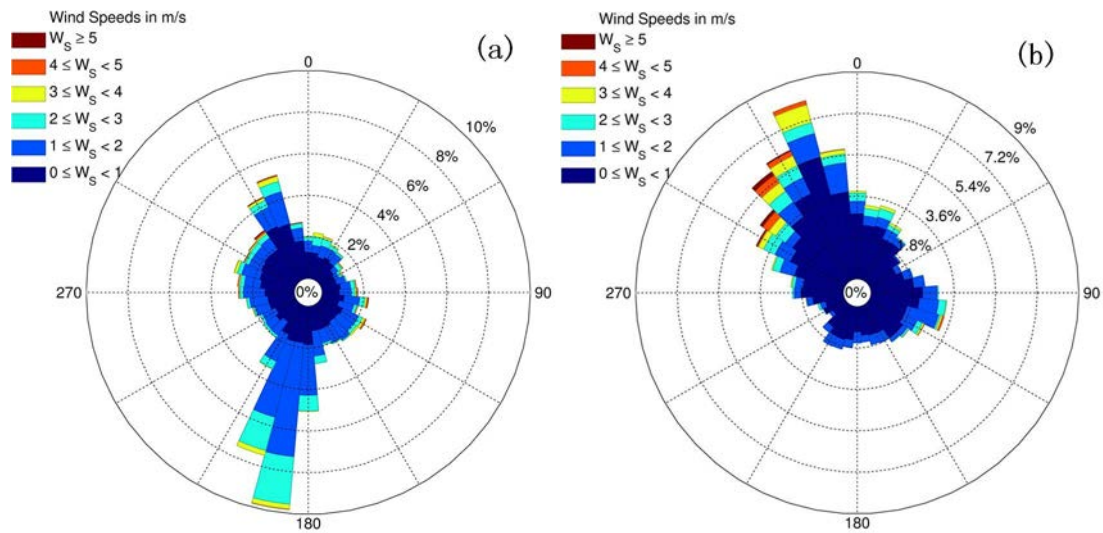 Wind Speeds in m/s
W_S ≥ 5
4 ≤ W_S < 5
3 ≤ W_S < 4
2 ≤ W_S < 3
1 ≤ W_S < 2
0 ≤ W_S < 1
(a)
0
10%
8%
6%
4%
2%
0%
270
90
180
Wind Speeds in m/s
W_S ≥ 5
4 ≤ W_S < 5
3 ≤ W_S < 4
2 ≤ W_S < 3
1 ≤ W_S < 2
0 ≤ W_S < 1
(b)
0
9%
7.2%
5.4%
3.6%
.8%
0%
270
90
180